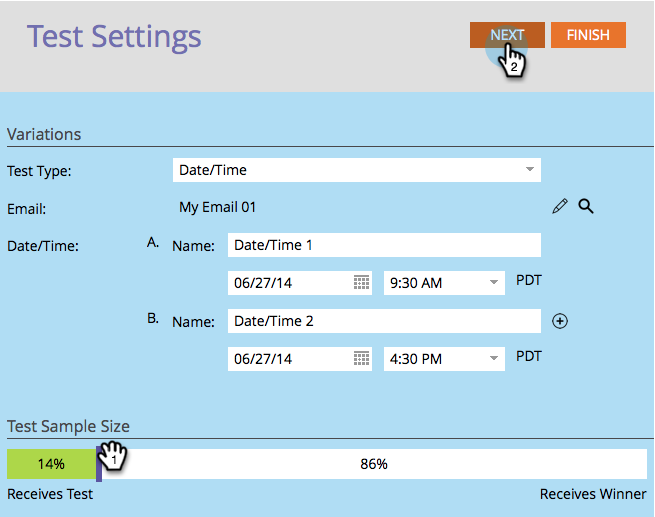 Test Settings
NEXT
FINISH
2
Variations
Test Type: Date/Time
Email: My Email 01
Date/Time: A. Name: Date/Time 1
06/27/14 9:30 AM PDT
B. Name: Date/Time 2
06/27/14 4:30 PM PDT
Test Sample Size
14% 1 86%
Receives Test Receives Winner